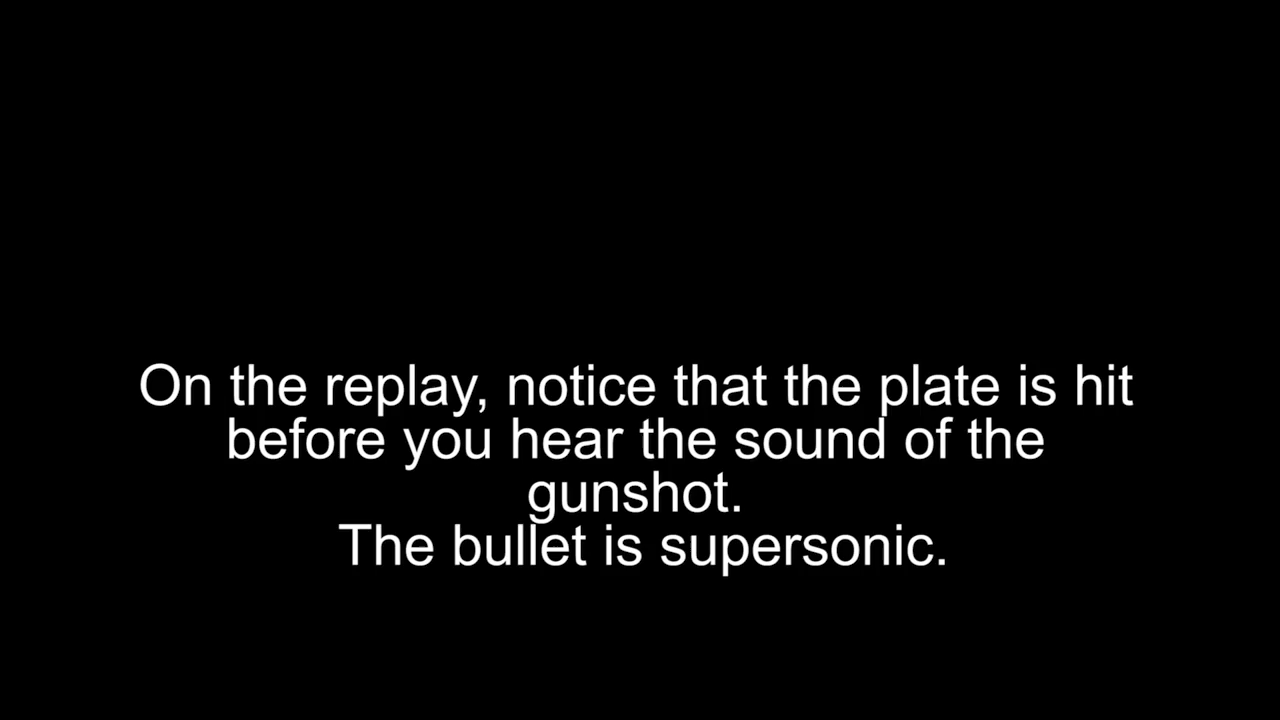 On the replay, notice that the plate is hit
before you hear the sound of the
gunshot.
The bullet is supersonic.